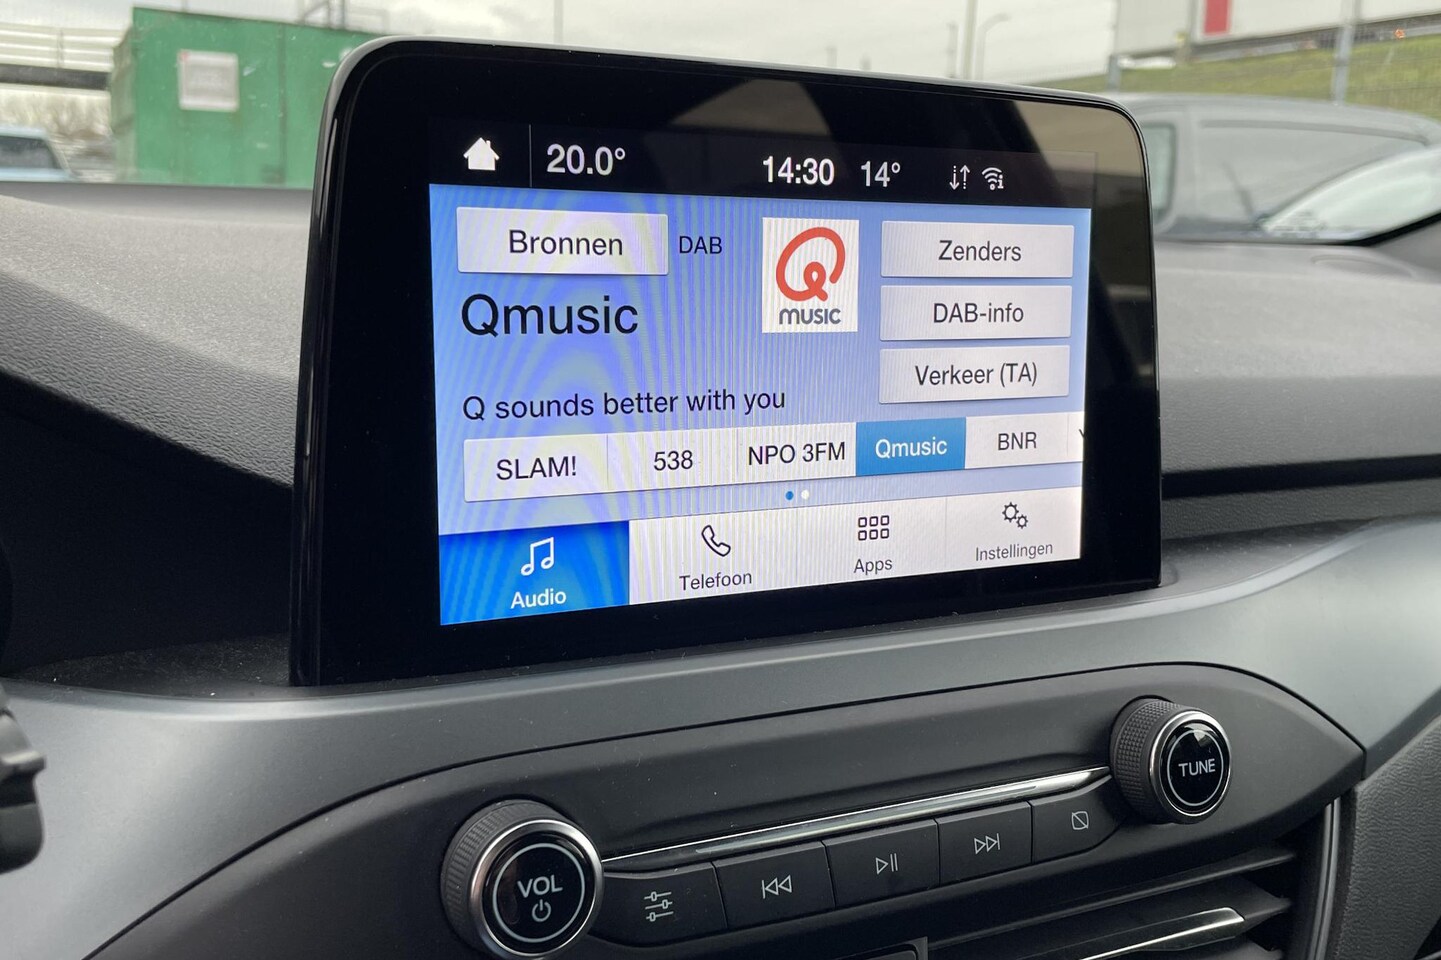 20.0°
14:30 14°
Bronnen DAB
Q MUSIC
Zenders
Qmusic
DAB-info
Verkeer (TA)
Q sounds better with you
SLAM! 538 NPO 3FM Qmusic BNR
Audio Telefoon Apps Instellingen
TUNE
VOL